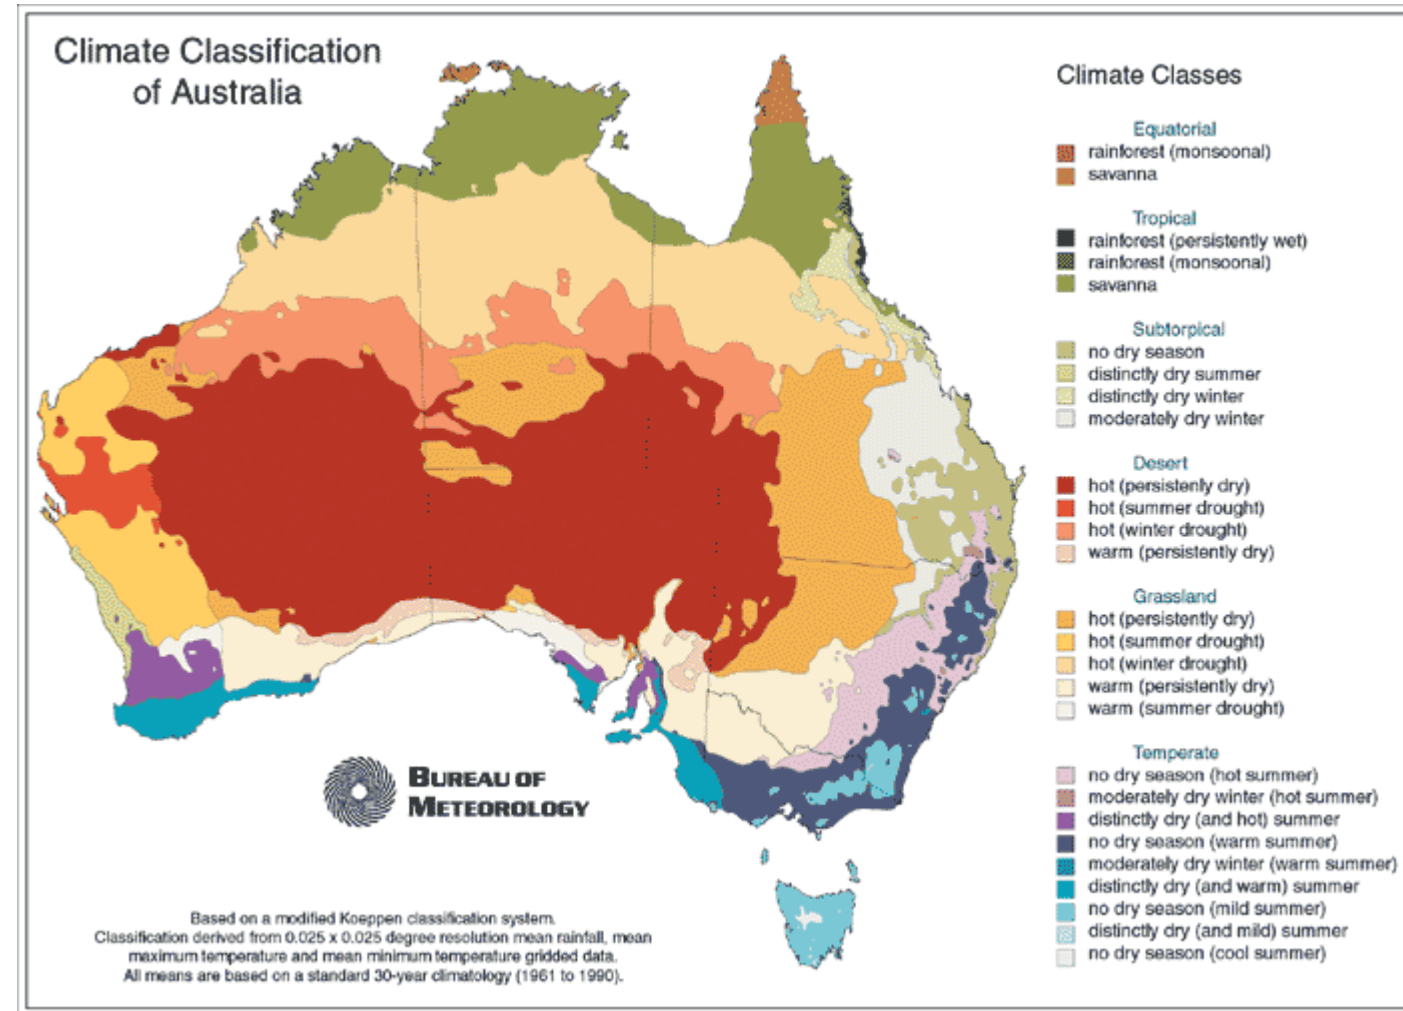 Climate Classification
of Australia
Climate Classes
Equatorial
rainforest (monsoonal)
savanna
Tropical
rainforest (persistently wet)
rainforest (monsoonal)
savanna
Subtorpical
no dry season
distinctly dry summer
distinctly dry winter
moderately dry winter
Desert
hot (persistenly dry)
hot (summer drought)
hot (winter drought)
warm (persistently dry)
Grassland
hot (persistently dry)
hot (summer drought)
hot (winter drought)
warm (persistently dry)
warm (summer drought)
Temperate
no dry season (hot summer)
moderately dry winter (hot summer)
distinctly dry (and hot) summer
no dry season (warm summer)
moderately dry winter (warm summer)
distinctly dry (and warm) summer
no dry season (mild summer)
distinctly dry (and mild) summer
no dry season (cool summer)
BUREAU OF
METEOROLOGY
Based on a modified Koeppen classification system.
Classification derived from 0.025 x 0.025 degree resolution mean rainfall, mean
maximum temperature and mean minimum temperature gridded data.
All means are based on a standard 30-year climatology (1961 to 1990).